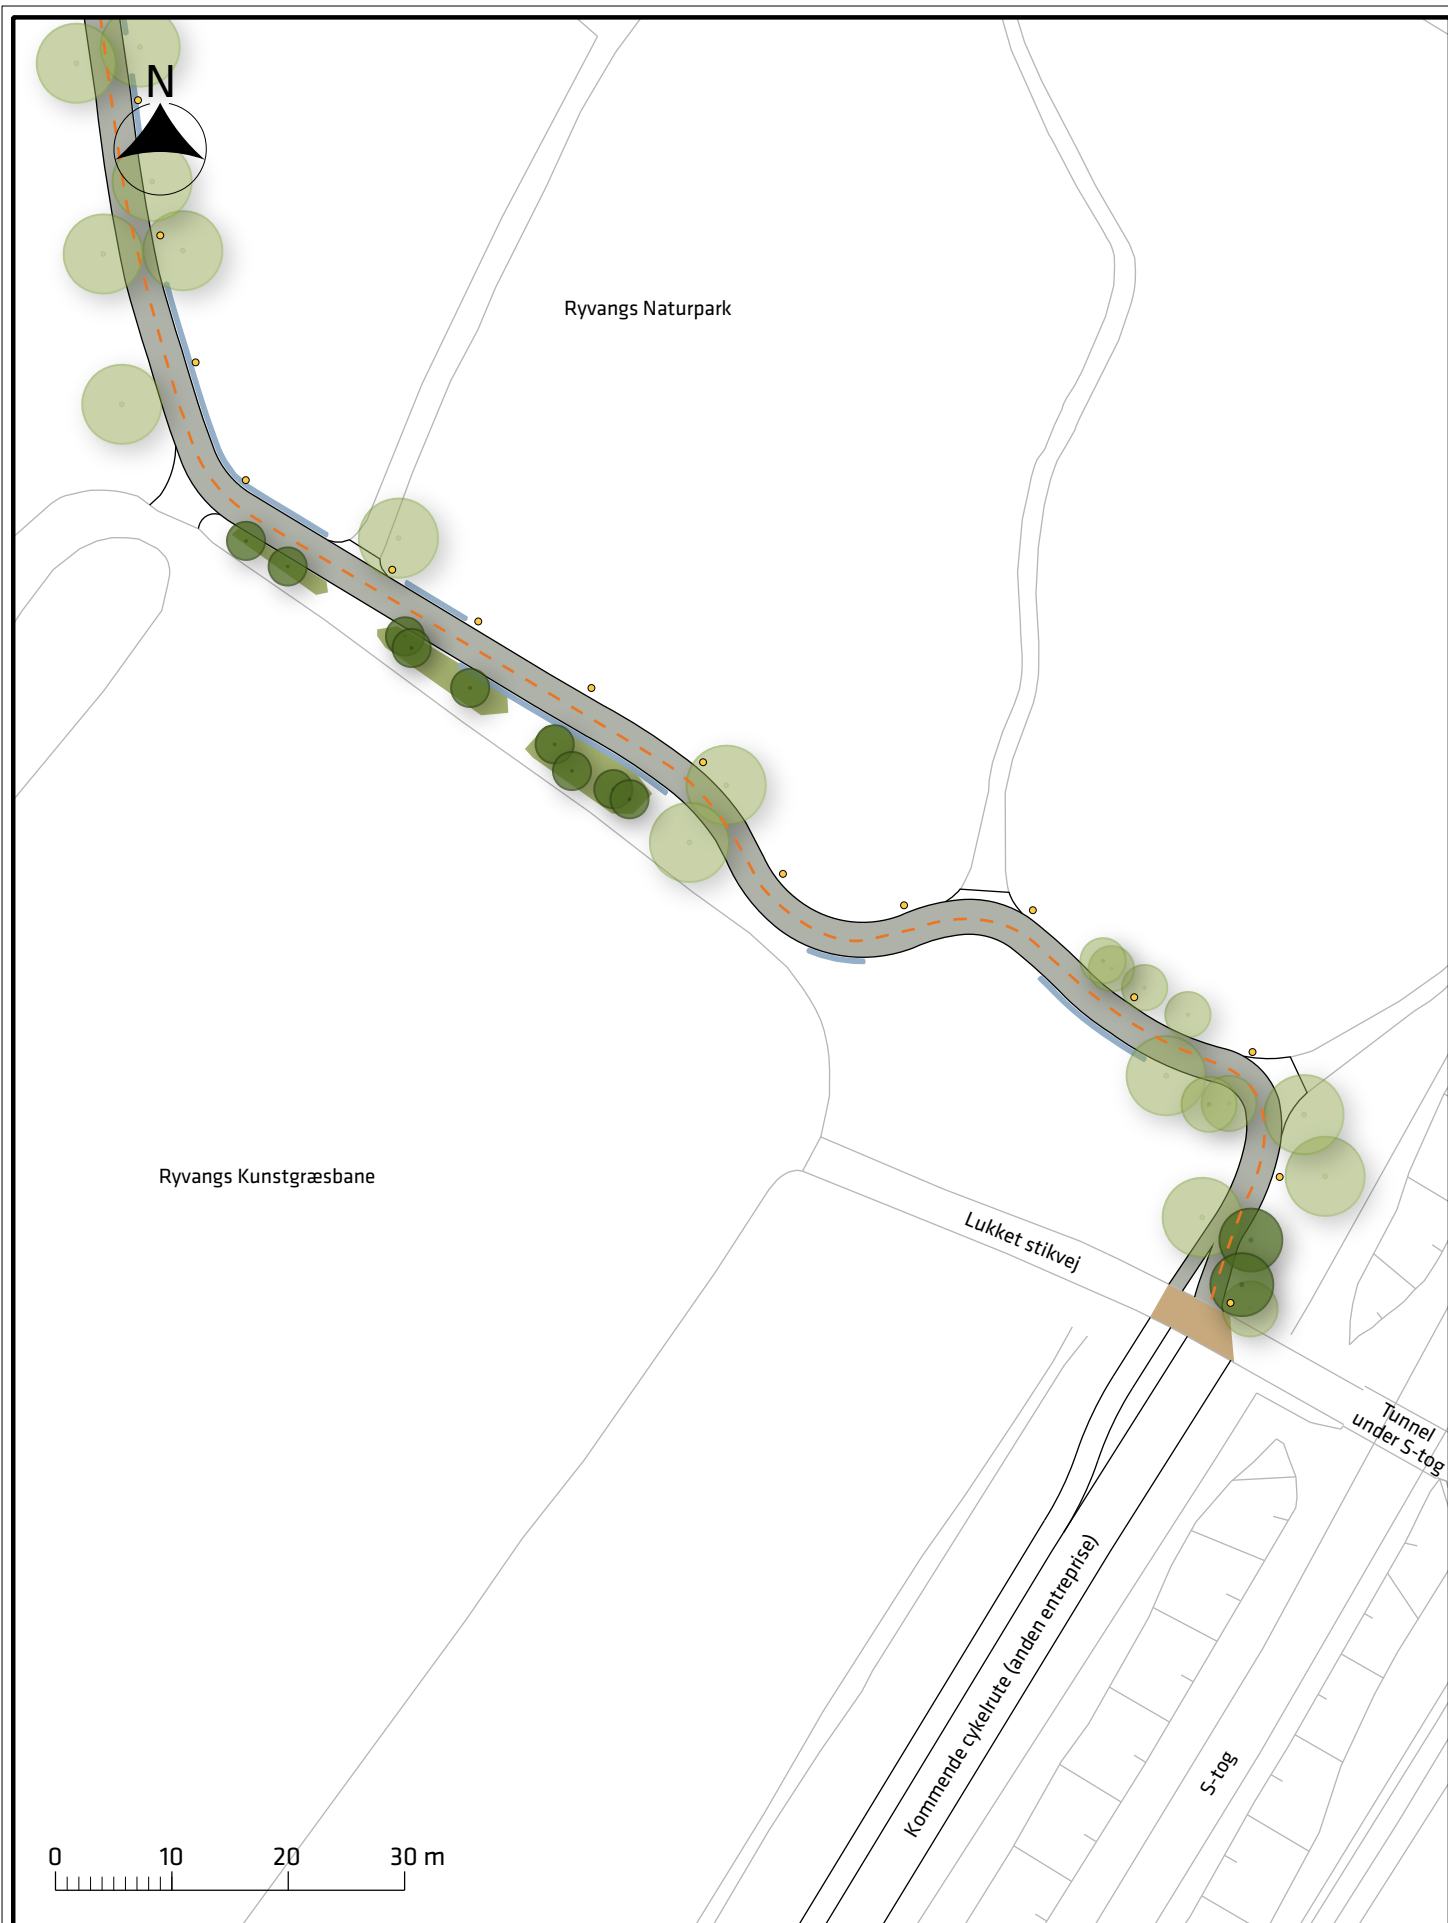 N
Ryvangs Naturpark
Ryvangs Kunstgræsbane
Lukket stikvej
Tunnel
under S-tog
Kommende cykelrute (anden entreprise)
S-tog
0 10 20 30 m